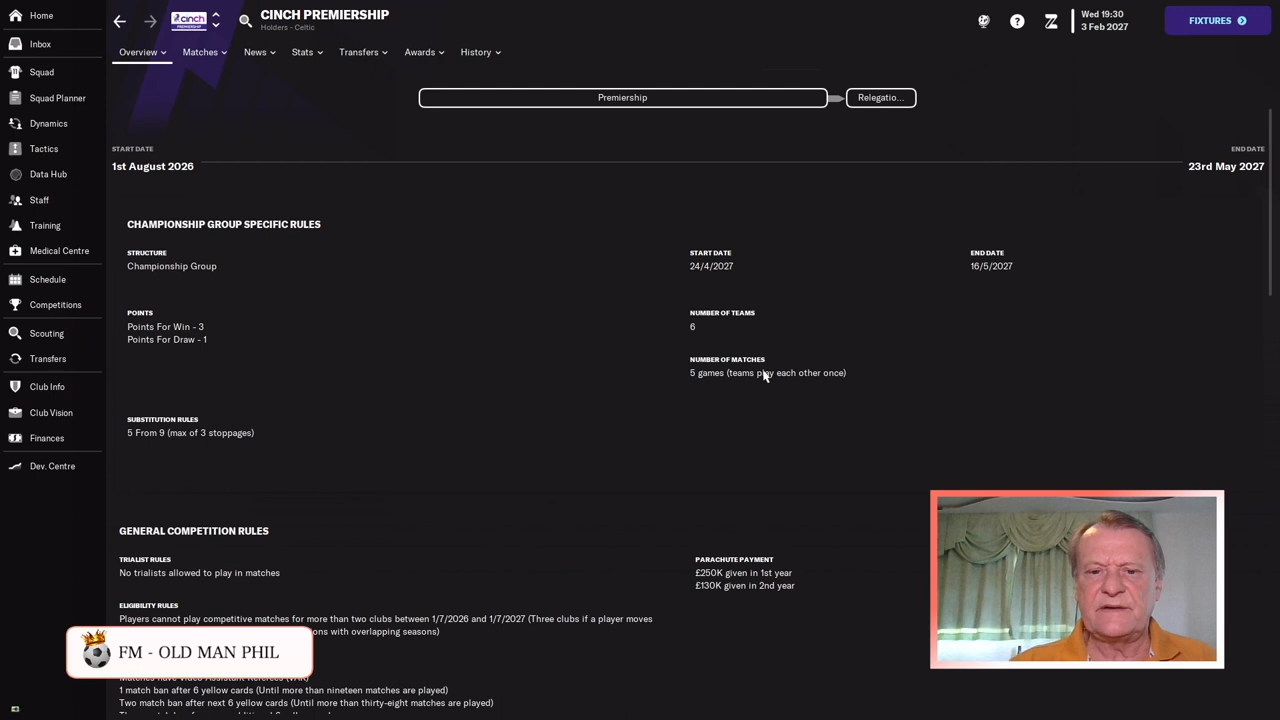 Home
Inbox
Squad
Squad Planner
Dynamics
Tactics
Data Hub
Staff
Training
Medical Centre
Schedule
Competitions
Scouting
Transfers
Club Info
Club Vision
Finances
Dev. Centre
cinch
PREMIERSHIP
CINCH PREMIERSHIP
Holders - Celtic
Wed 19:30
3 Feb 2027
FIXTURES
Overview Matches News Stats Transfers Awards History
Premiership Relegatio...
START DATE
1st August 2026
END DATE
23rd May 2027
CHAMPIONSHIP GROUP SPECIFIC RULES
STRUCTURE
Championship Group
START DATE
24/4/2027
END DATE
16/5/2027
POINTS
Points For Win - 3
Points For Draw - 1
NUMBER OF TEAMS
6
NUMBER OF MATCHES
5 games (teams play each other once)
SUBSTITUTION RULES
5 From 9 (max of 3 stoppages)
GENERAL COMPETITION RULES
TRIALIST RULES
No trialists allowed to play in matches
PARACHUTE PAYMENT
£250K given in 1st year
£130K given in 2nd year
ELIGIBILITY RULES
Players cannot play competitive matches for more than two clubs between 1/7/2026 and 1/7/2027 (Three clubs if a player moves
ons with overlapping seasons)
FM - OLD MAN PHIL
Matches have Video Assistant Referees (VAR)
1 match ban after 6 yellow cards (Until more than nineteen matches are played)
Two match ban after next 6 yellow cards (Until more than thirty-eight matches are played)